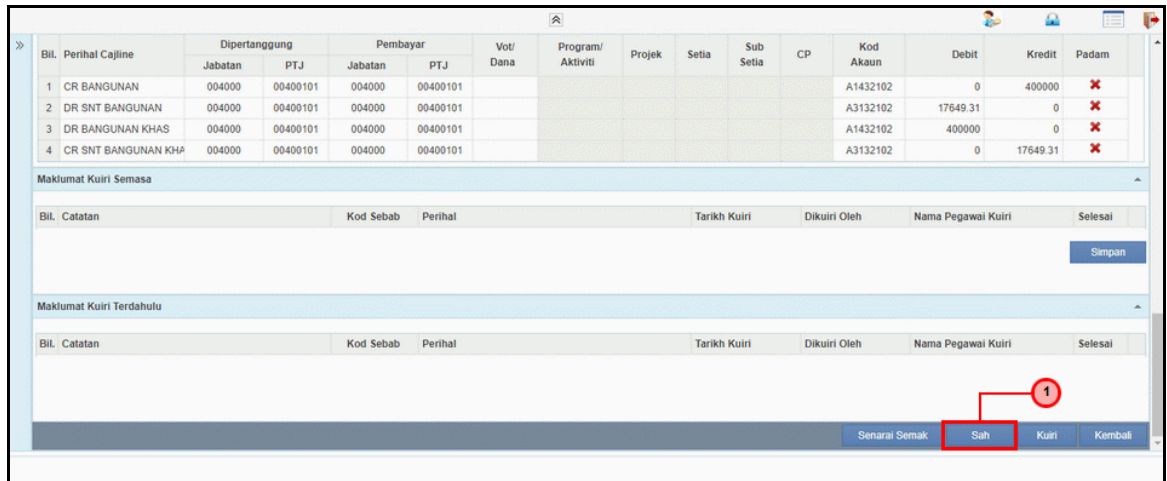 Bil. Perihal Cajline Dipertanggung Pembayar Vot/ Dana Program/ Aktiviti Projek Setia Sub Setia CP Kod Akaun Debit Kredit Padam
Jabatan PTJ Jabatan PTJ
1 CR BANGUNAN 004000 00400101 004000 00400101 A1432102 0 400000
2 DR SNT BANGUNAN 004000 00400101 004000 00400101 A3132102 17649.31 0
3 DR BANGUNAN KHAS 004000 00400101 004000 00400101 A1432102 400000 0
4 CR SNT BANGUNAN KHA 004000 00400101 004000 00400101 A3132102 0 17649.31
Maklumat Kuiri Semasa
Bil. Catatan Kod Sebab Perihal Tarikh Kuiri Dikuiri Oleh Nama Pegawai Kuiri Selesai
Simpan
Maklumat Kuiri Terdahulu
Bil. Catatan Kod Sebab Perihal Tarikh Kuiri Dikuiri Oleh Nama Pegawai Kuiri Selesai
1
Senarai Semak Sah Kuiri Kembali